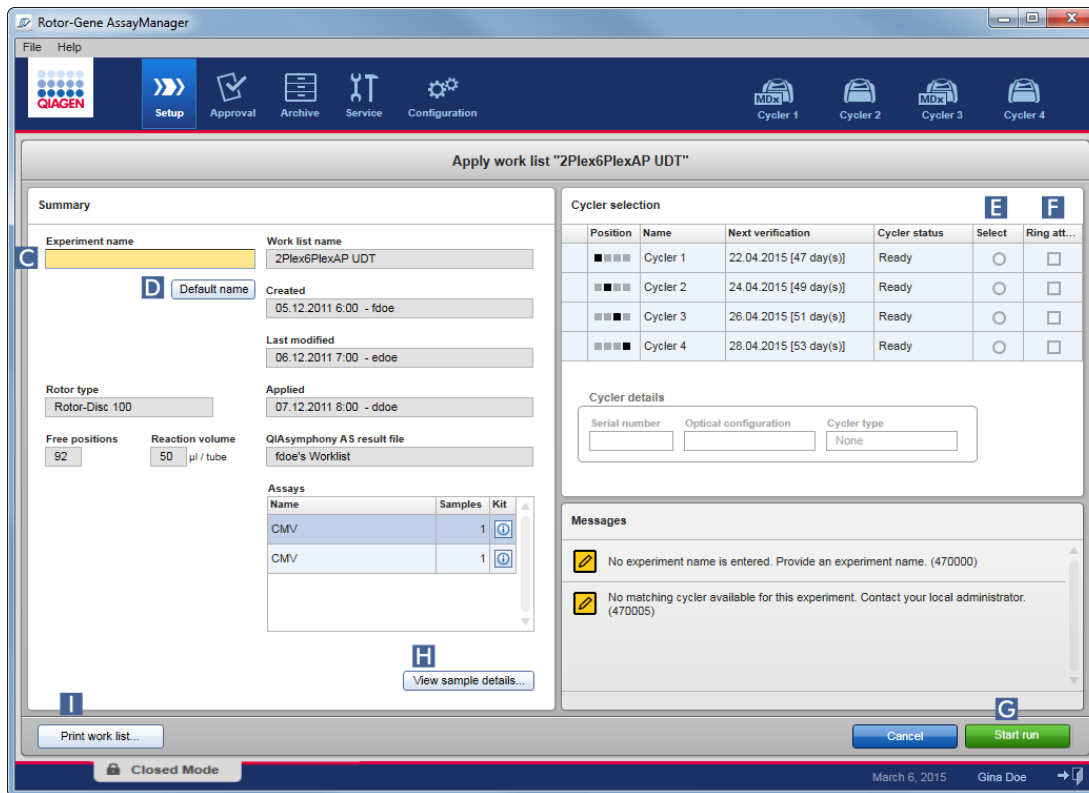 Rotor-Gene AssayManager
File Help
QIAGEN
Setup Approval Archive Service Configuration
MDx MDx
Cycler 1 Cycler 2 Cycler 3 Cycler 4
Apply work list "2Plex6PlexAP UDT"
Summary
Experiment name Work list name
C 2Plex6PlexAP UDT
D Default name Created
05.12.2011 6:00 - fdoe
Last modified
06.12.2011 7:00 - edoe
Rotor type Applied
Rotor-Disc 100 07.12.2011 8:00 - ddoe
Free positions Reaction volume QIAsymphony AS result file
92 50 µl / tube fdoe's Worklist
Assays
Name Samples Kit
CMV 1
CMV 1
H
View sample details...
I
Print work list...
Cycler selection
E F
Position Name Next verification Cycler status Select Ring att...
Cycler 1 22.04.2015 [47 day(s)] Ready
Cycler 2 24.04.2015 [49 day(s)] Ready
Cycler 3 26.04.2015 [51 day(s)] Ready
Cycler 4 28.04.2015 [53 day(s)] Ready
Cycler details
Serial number Optical configuration Cycler type
None
Messages
No experiment name is entered. Provide an experiment name. (470000)
No matching cycler available for this experiment. Contact your local administrator.
(470005)
G
Cancel Start run
Closed Mode
March 6, 2015 Gina Doe